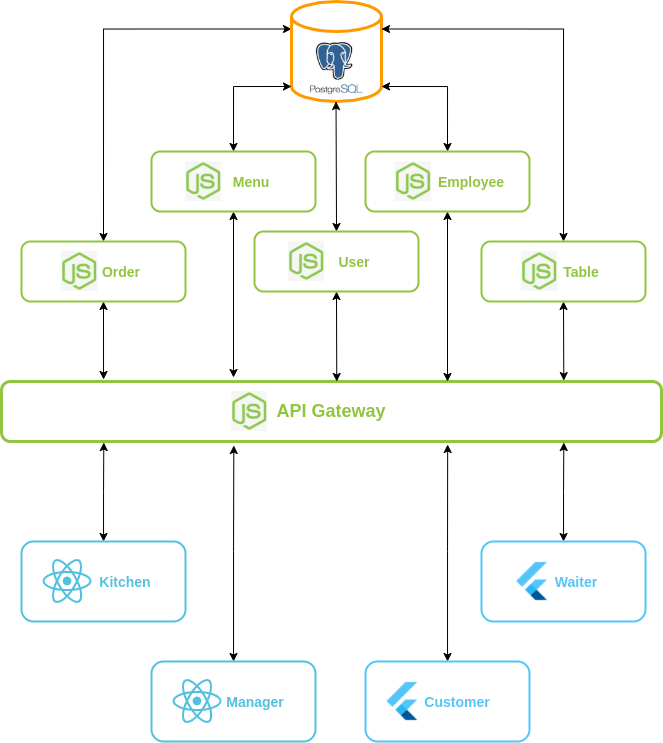 PostgreSQL
JS Menu
JS Employee
JS User
JS Order
JS Table
JS API Gateway
Kitchen
Waiter
Manager
Customer